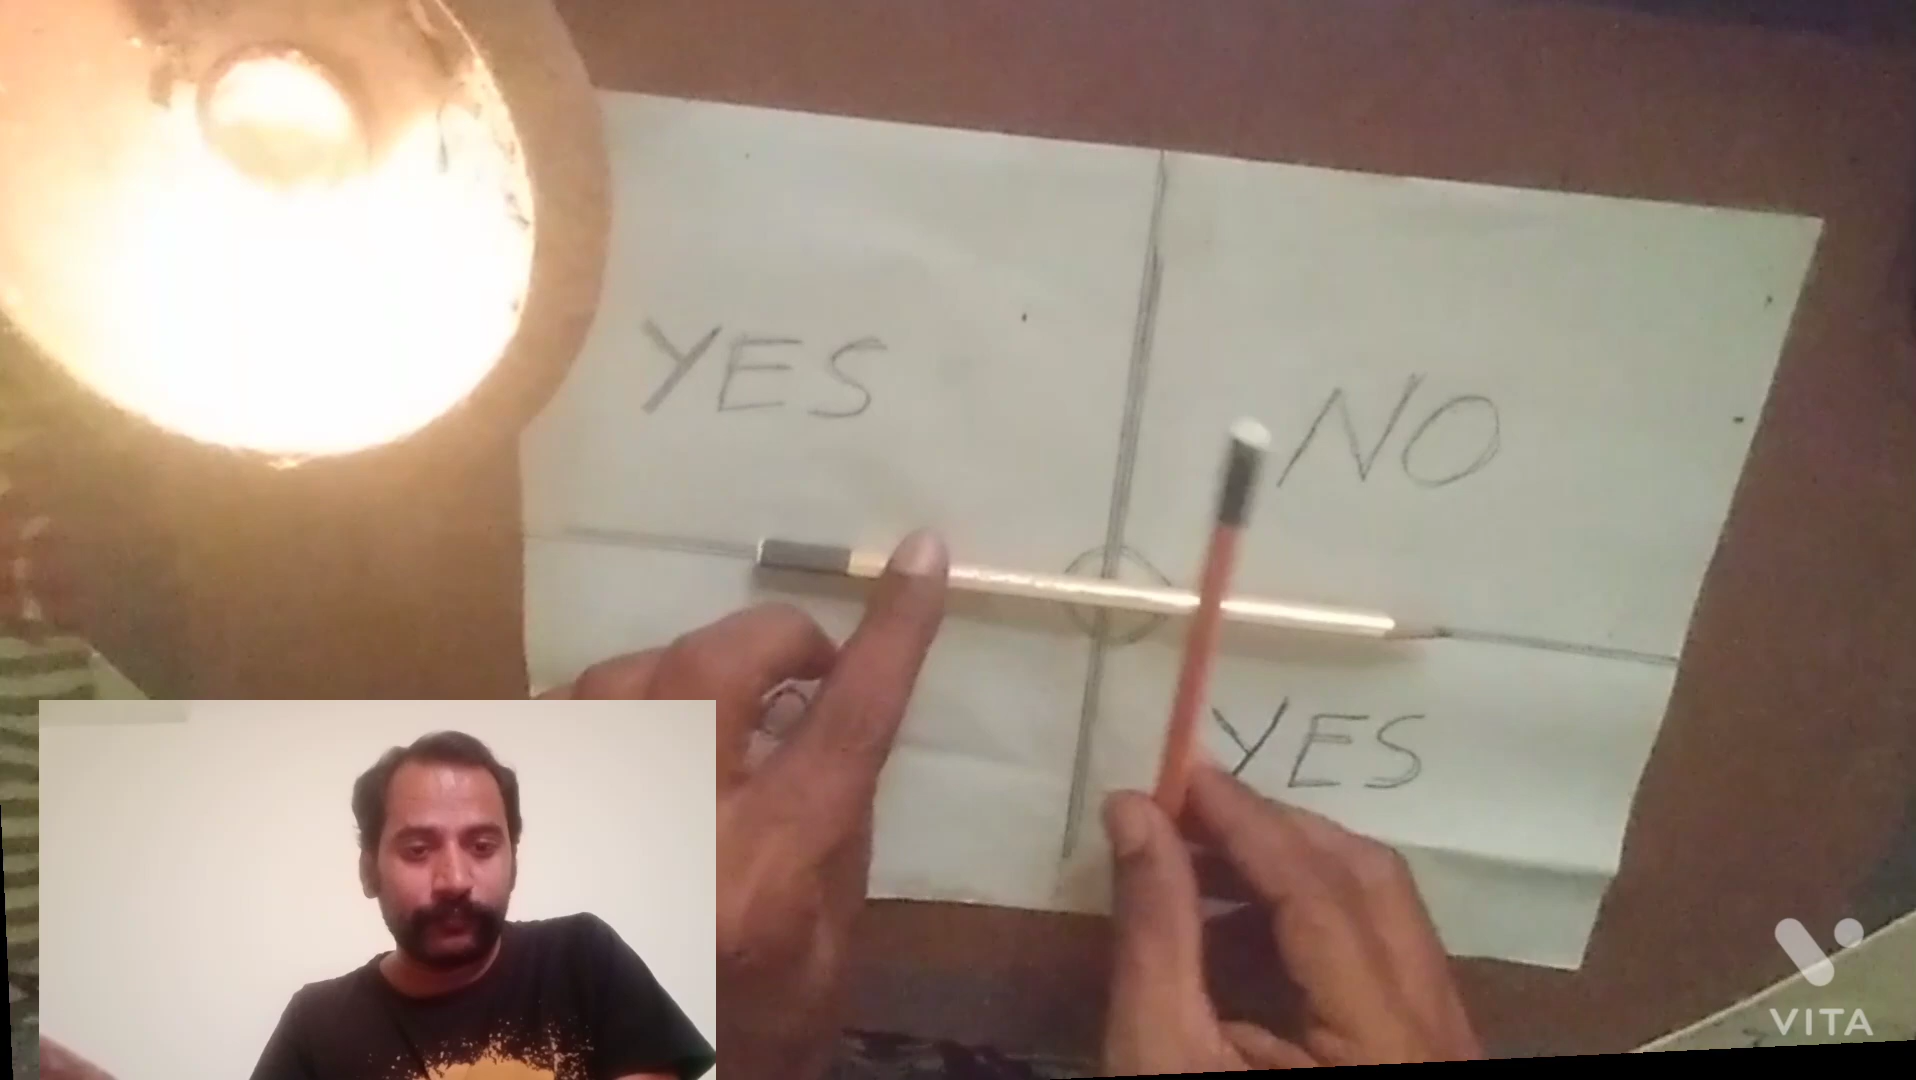 YES
NO
YES
VITA